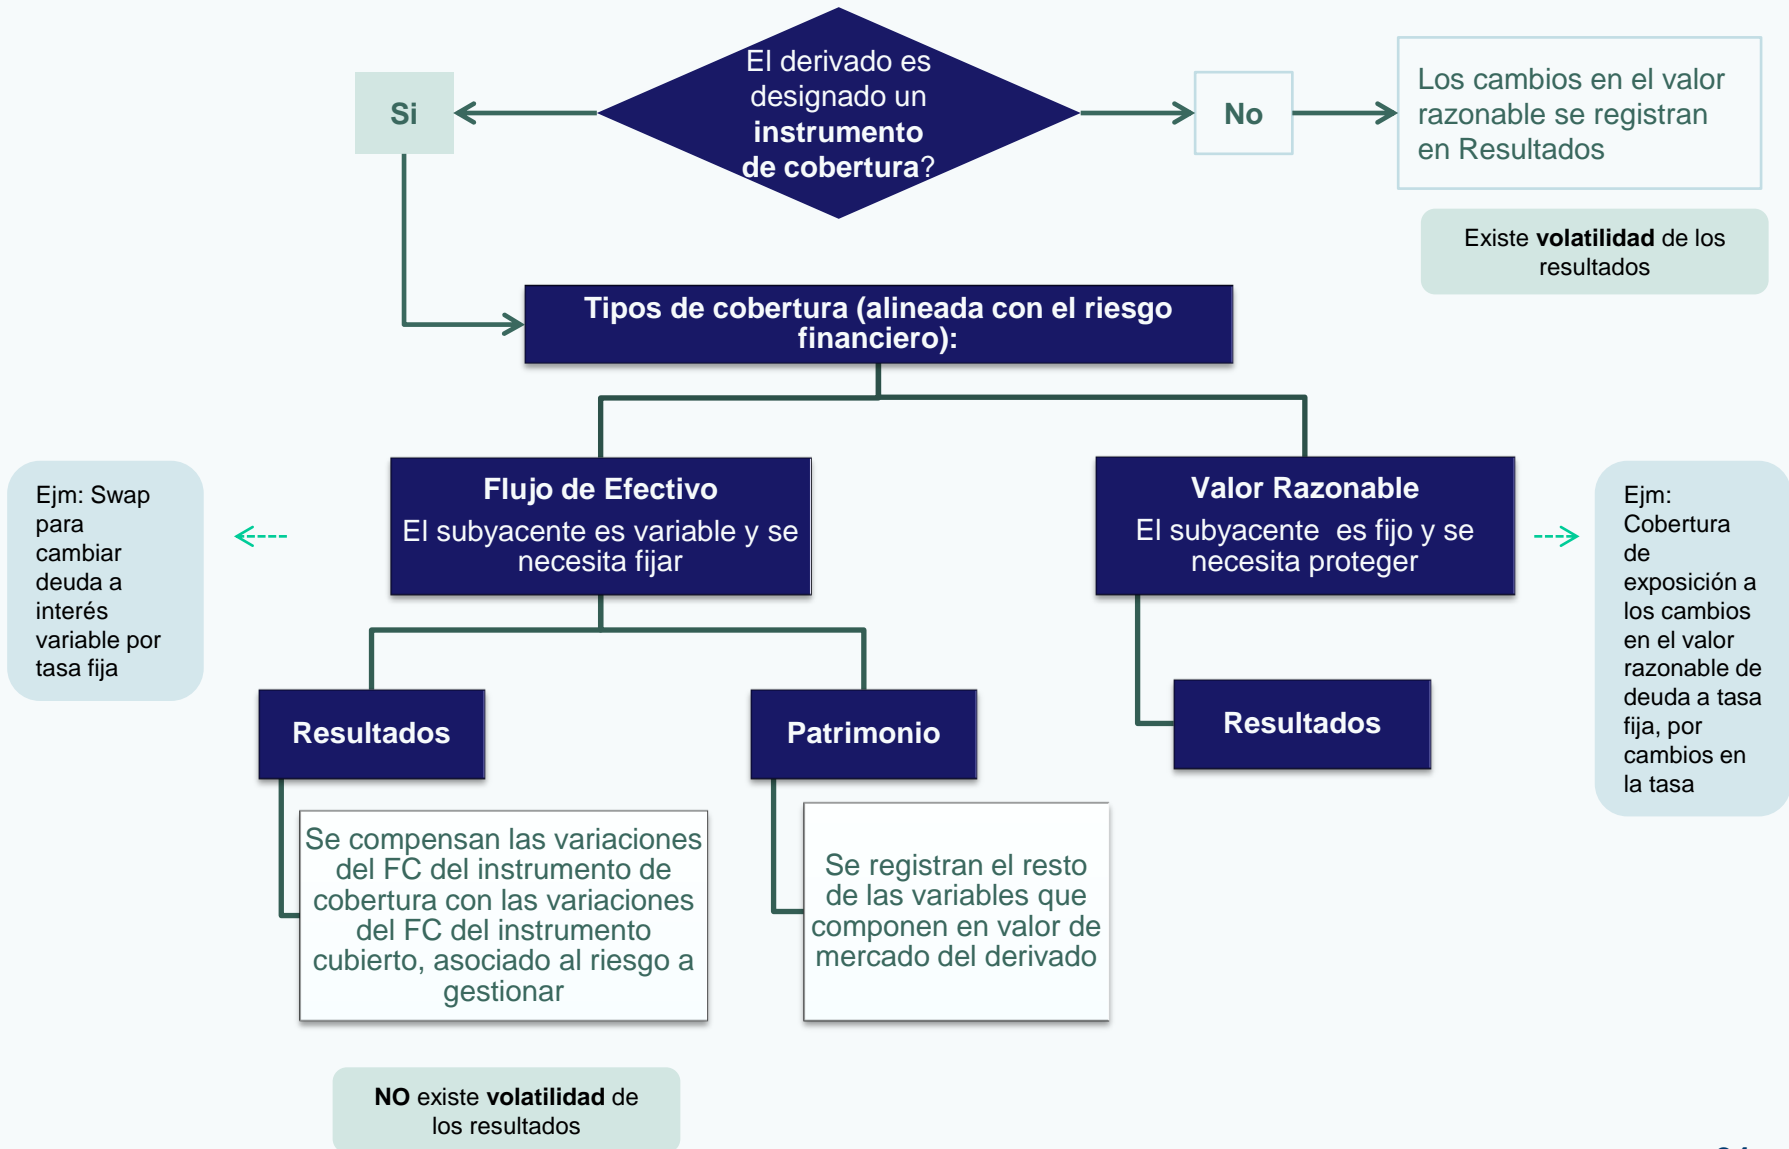 El derivado es
designado un
instrumento
de cobertura?
Si
No
Los cambios en el valor
razonable se registran
en Resultados
Existe volatilidad de los
resultados
Tipos de cobertura (alineada con el riesgo
financiero):
Ejm: Swap
para
cambiar
deuda a
interés
variable por
tasa fija
Flujo de Efectivo
El subyacente es variable y se
necesita fijar
Valor Razonable
El subyacente es fijo y se
necesita proteger
Ejm:
Cobertura
de
exposición a
los cambios
en el valor
razonable de
deuda a tasa
fija, por
cambios en
la tasa
Resultados
Patrimonio
Resultados
Se compensan las variaciones
del FC del instrumento de
cobertura con las variaciones
del FC del instrumento
cubierto, asociado al riesgo a
gestionar
Se registran el resto
de las variables que
componen en valor de
mercado del derivado
NO existe volatilidad de
los resultados